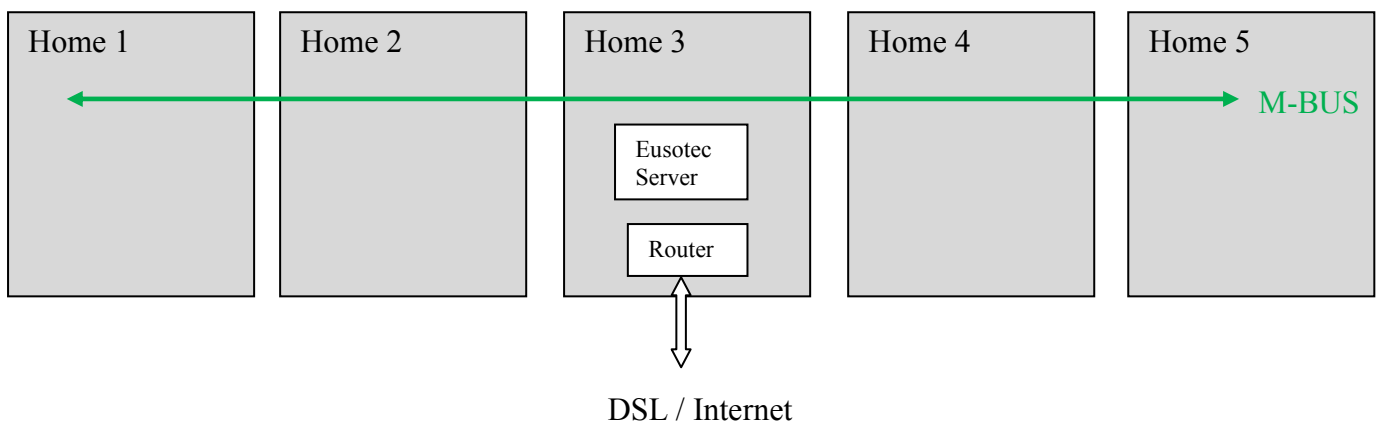 Home 1
Home 2
Home 3
Home 4
Home 5
M-BUS
Eusotec
Server
Router
DSL / Internet